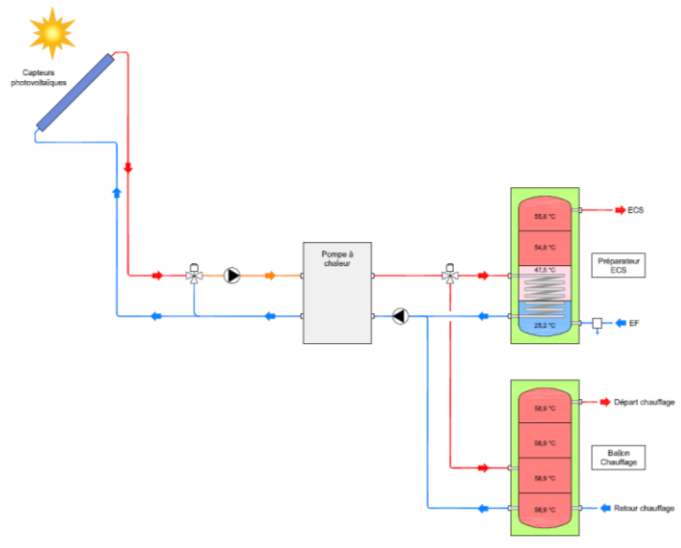 Capteurs
photovoltaïques
Pompe à
chaleur
55,6 °C
54,8 °C
47,5 °C
25,2 °C
ECS
Préparateur
ECS
EF
58,9 °C
58,9 °C
58,9 °C
58,9 °C
Départ chauffage
Ballon
Chauffage
Retour chauffage